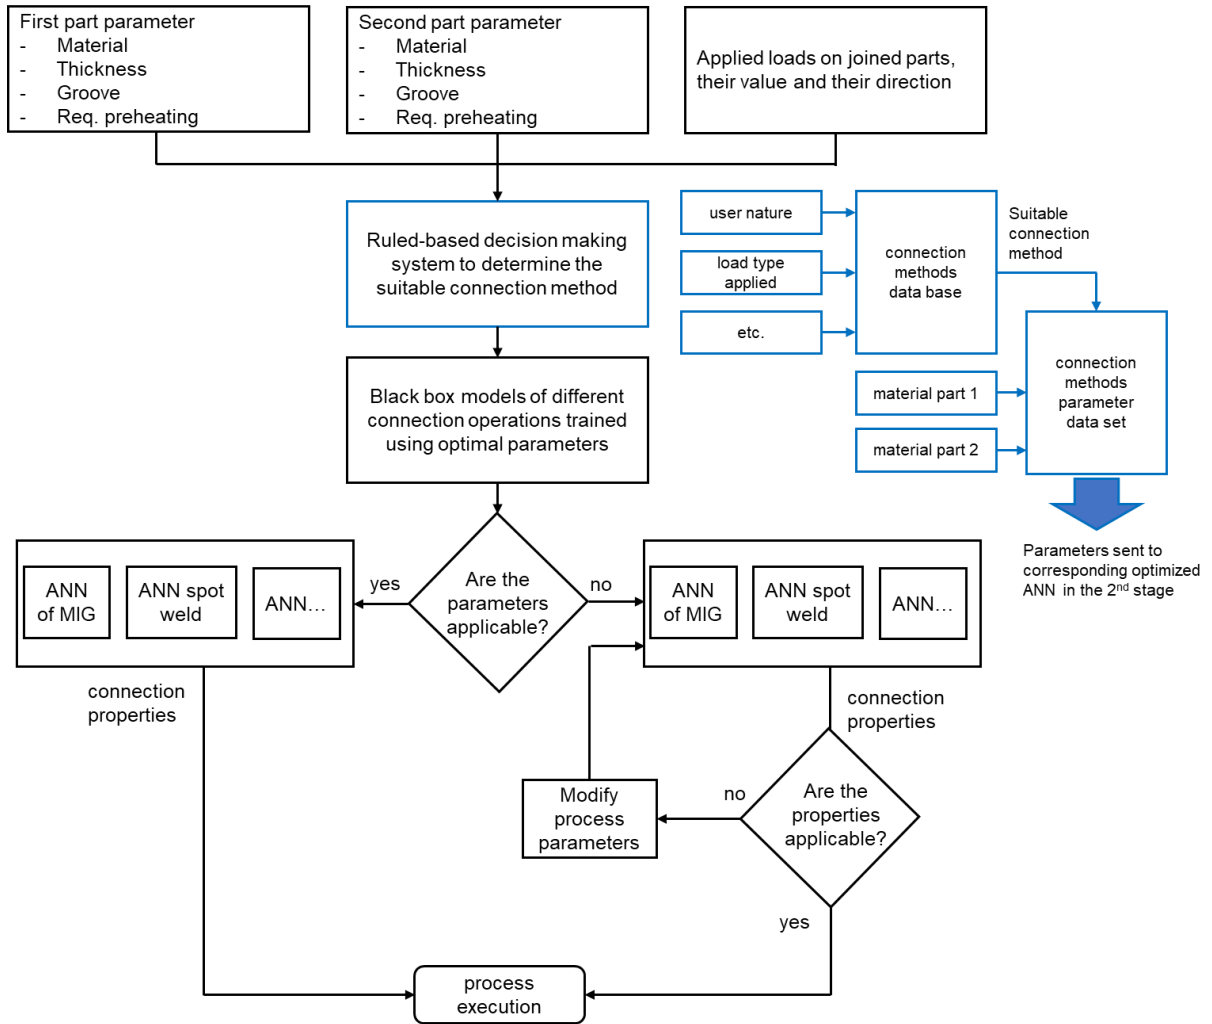 First part parameter
- Material
- Thickness
- Groove
- Req. preheating
Second part parameter
- Material
- Thickness
- Groove
- Req. preheating
Applied loads on joined parts,
their value and their direction
Ruled-based decision making
system to determine the
suitable connection method
user nature
load type
applied
etc.
connection
methods
data base
Suitable
connection
method
material part 1
material part 2
connection
methods
parameter
data set
Parameters sent to
corresponding optimized
ANN in the 2nd stage
Black box models of different
connection operations trained
using optimal parameters
Are the
parameters
applicable?
yes
no
ANN
of MIG
ANN spot
weld
ANN...
connection
properties
ANN
of MIG
ANN spot
weld
ANN...
connection
properties
Are the
properties
applicable?
no
Modify
process
parameters
yes
process
execution